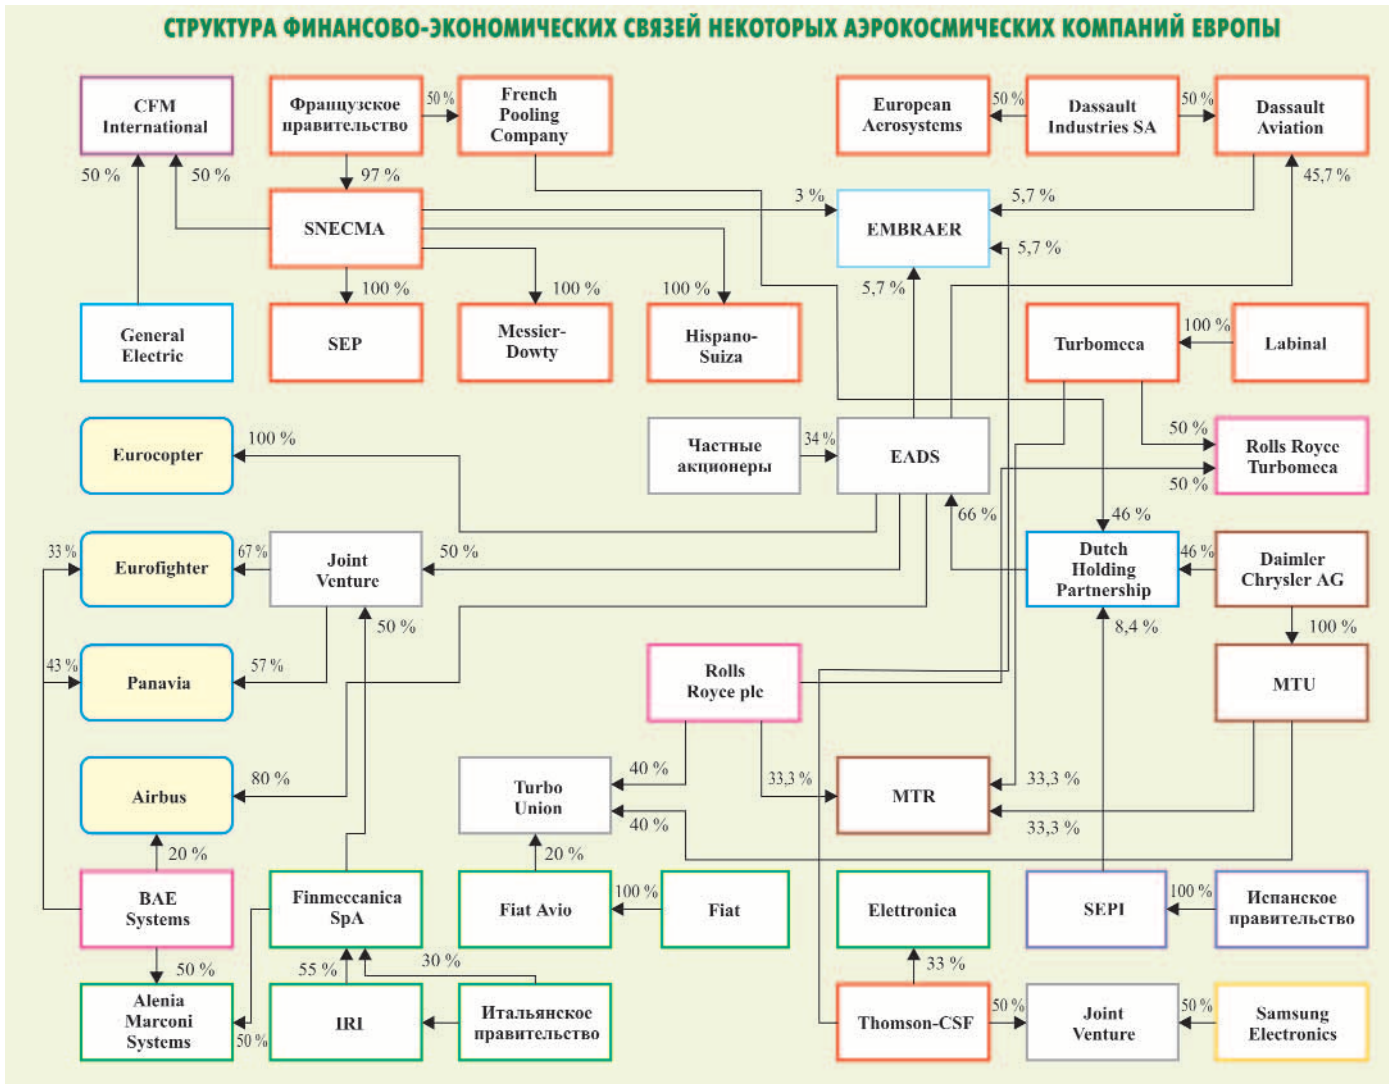 СТРУКТУРА ФИНАНСОВО-ЭКОНОМИЧЕСКИХ СВЯЗЕЙ НЕКОТОРЫХ АЭРОКОСМИЧЕСКИХ КОМПАНИЙ ЕВРОПЫ
CFM
International
Французское
правительство
50 %
French
Pooling
Company
European
Aerosystems
50 %
Dassault
Industries SA
50 %
Dassault
Aviation
50 %
50 %
97 %
45,7 %
SNECMA
3 %
EMBRAER
5,7 %
5,7 %
5,7 %
100 %
100 %
100 %
General
Electric
SEP
Messier-
Dowty
Hispano-
Suiza
Turbomeca
100 %
Labinal
Eurocopter
100 %
Частные
акционеры
34 %
EADS
50 %
Rolls Royce
Turbomeca
50 %
66 %
46 %
33 %
Eurofighter
67 %
Joint
Venture
50 %
Dutch
Holding
Partnership
46 %
Daimler
Chrysler AG
50 %
8,4 %
100 %
43 %
Panavia
57 %
Rolls
Royce plc
MTU
Airbus
80 %
Turbo
Union
40 %
40 %
33,3 %
MTR
33,3 %
33,3 %
20 %
20 %
BAE
Systems
Finmeccanica
SpA
Fiat Avio
100 %
Fiat
Elettronica
SEPI
100 %
Испанское
правительство
50 %
55 %
30 %
33 %
Alenia
Marconi
Systems
50 %
IRI
Итальянское
правительство
Thomson-CSF
50 %
Joint
Venture
50 %
Samsung
Electronics